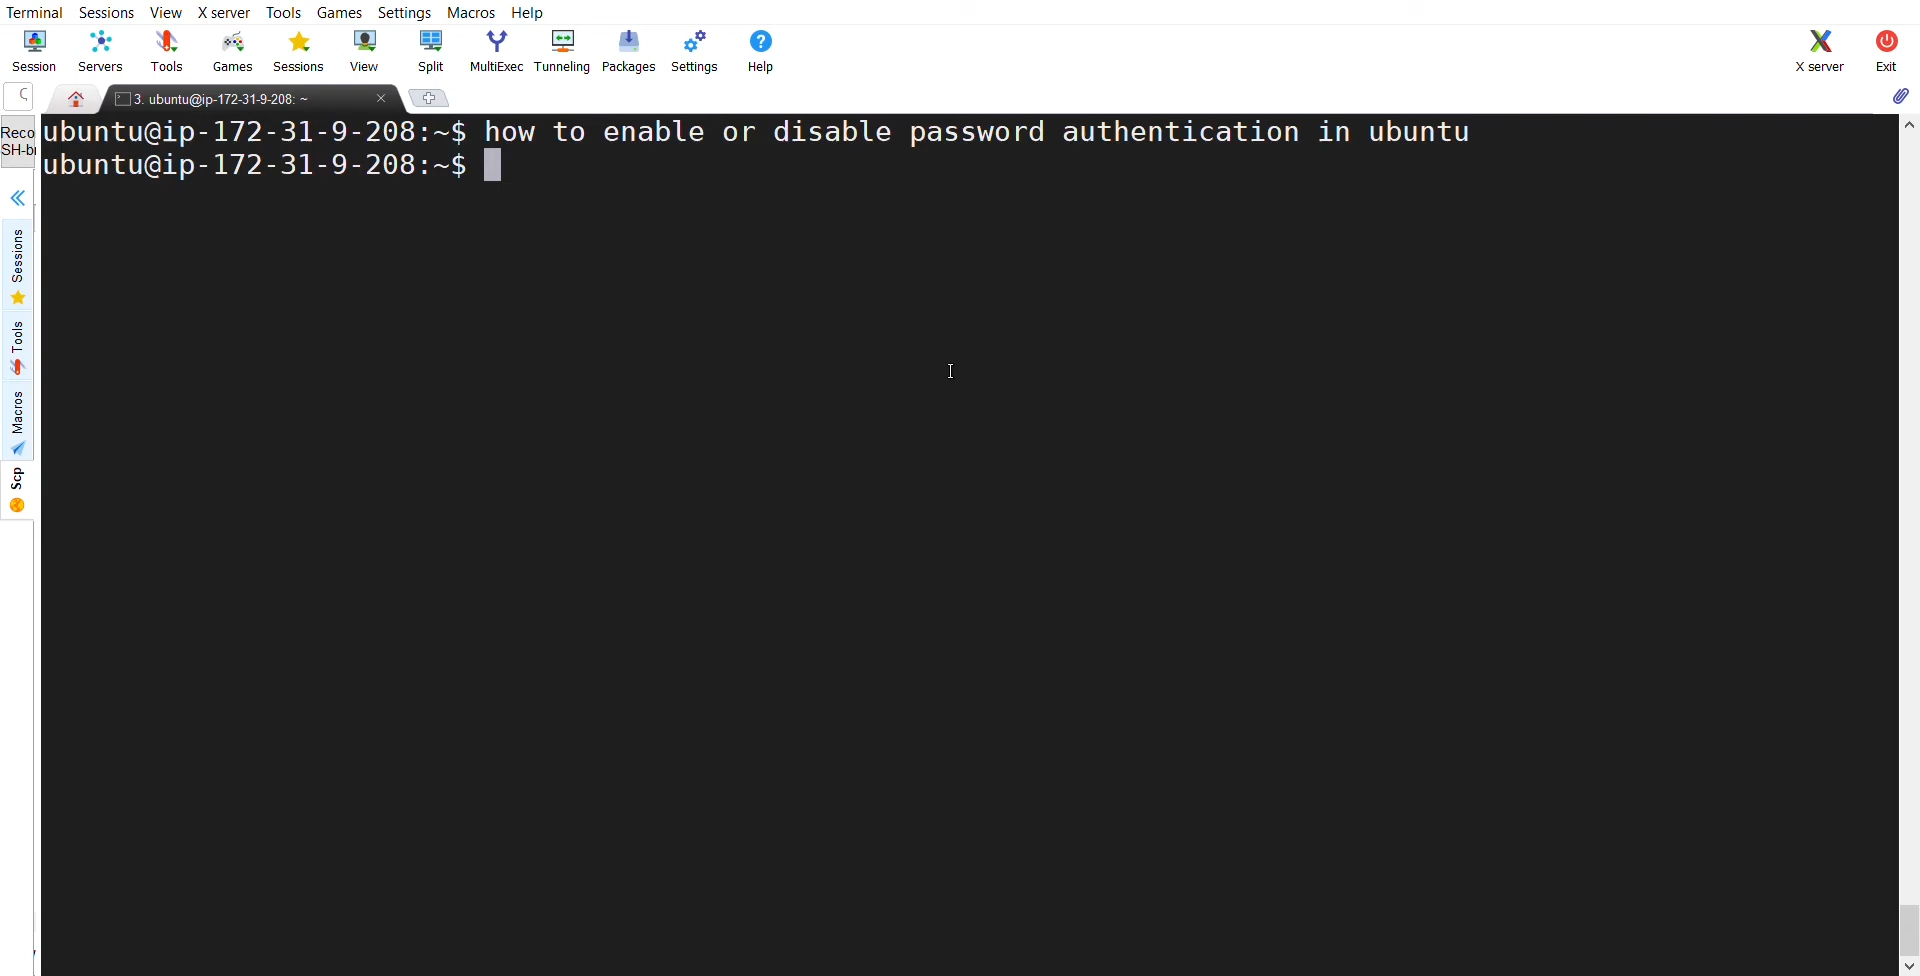 Terminal Sessions View X server Tools Games Settings Macros Help
Session Servers Tools Games Sessions View Split MultiExec Tunneling Packages Settings Help X server Exit
3. ubuntu@ip-172-31-9-208: ~
Reco
SH-b
ubuntu@ip-172-31-9-208:~$ how to enable or disable password authentication in ubuntu
ubuntu@ip-172-31-9-208:~$
Sessions
Tools
Macros
Scp